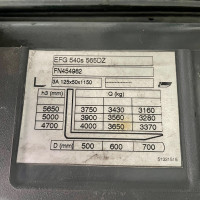 EFG 540s 565DZ
FN454982
3A 125x50x1150
h3 (mm) Q (kg)
5650 3750 3430 3160
5000 3900 3560 3280
4700 4000 3650 3370
D (mm) 500 600 700